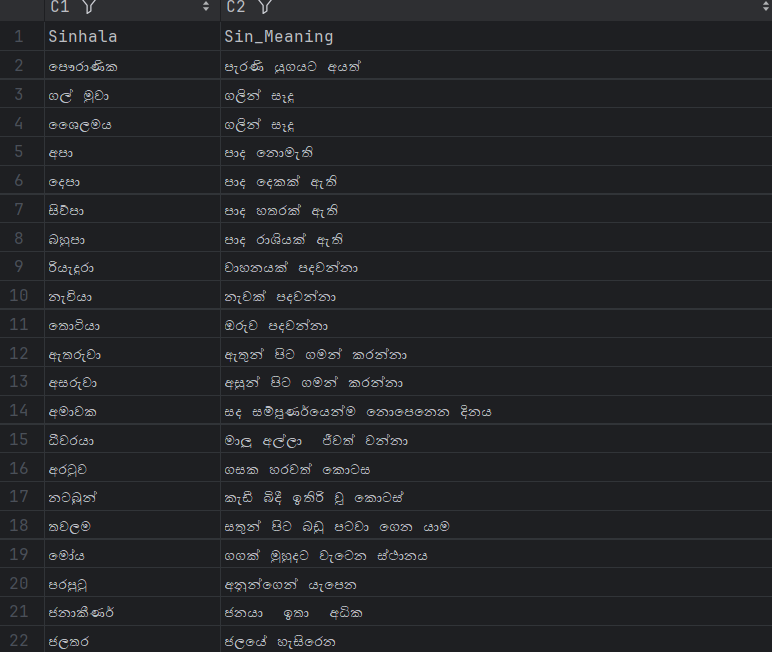 C1 C2
1 Sinhala Sin_Meaning
2 පෞරාණික පැරණි යුගයට අයත්
3 ගල් මුවා ගලින් සෑදූ
4 ශෛලමය ගලින් සෑදූ
5 අපා පාද නොමැති
6 දෙපා පාද දෙකක් ඇති
7 සිව්පා පාද හතරක් ඇති
8 බහුපා පාද රාශියක් ඇති
9 රියැදුරා වාහනයක් පදවන්නා
10 නැවියා නැවක් පදවන්නා
11 තොටියා ඔරුව පදවන්නා
12 ඇතරුවා ඇතුන් පිට ගමන් කරන්නා
13 අසරුවා අසුන් පිට ගමන් කරන්නා
14 අමාවක සඳ සම්පුර්ණයෙන්ම නොපෙනෙන දිනය
15 ධීවරයා මාලු අල්ලා ජීවත් වන්නා
16 අරටුව ගසක හරවත් කොටස
17 නටබුන් කැඩී බිදී ඉතිරි වු කොටස්
18 තවලම සතුන් පිට බඩු පටවා ගෙන යාම
19 මෝය ගගක් මුහුදට වැටෙන ස්ථානය
20 පරපුටු අනුන්ගෙන් යැපෙන
21 ජනාකීර්ණ ජනයා ඉතා අධික
22 ජලචර ජලයේ හැසිරෙන